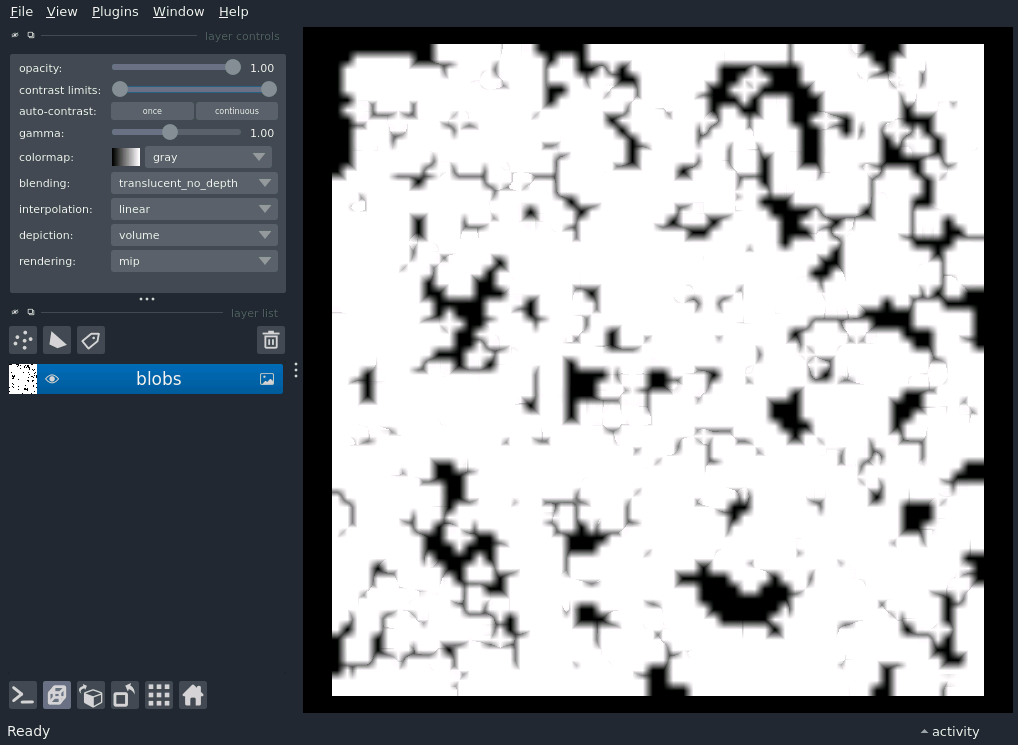 File View Plugins Window Help
layer controls
opacity: 1.00
contrast limits:
auto-contrast: once continuous
gamma: 1.00
colormap: gray
blending: translucent_no_depth
interpolation: linear
depiction: volume
rendering: mip
layer list
blobs
Ready activity